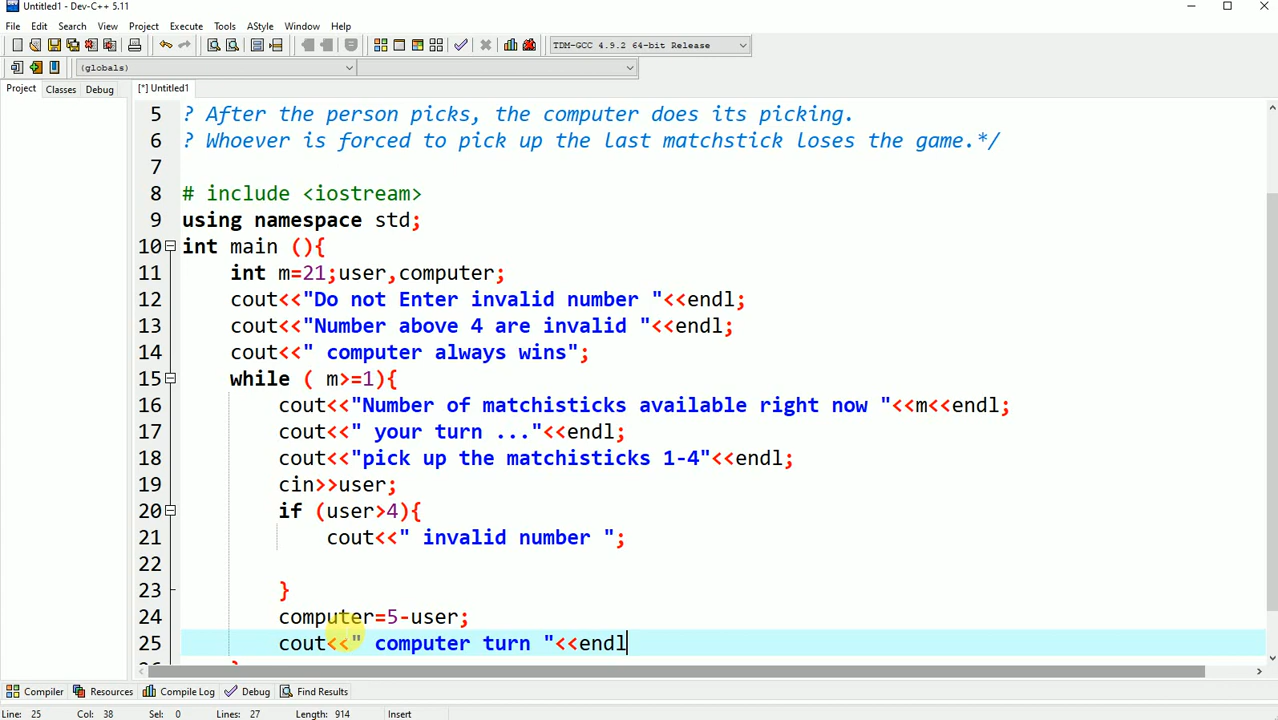 Untitled1 - Dev-C++ 5.11
File Edit Search View Project Execute Tools AStyle Window Help
TDM-GCC 4.9.2 64-bit Release
(globals)
Project Classes Debug [*] Untitled1
5 ? After the person picks, the computer does its picking.
6 ? Whoever is forced to pick up the last matchstick loses the game.*/
7
8 # include <iostream>
9 using namespace std;
10 int main (){
11 int m=21;user,computer;
12 cout<<"Do not Enter invalid number "<<endl;
13 cout<<"Number above 4 are invalid "<<endl;
14 cout<<" computer always wins";
15 while ( m>=1){
16 cout<<"Number of matchisticks available right now "<<m<<endl;
17 cout<<" your turn ..."<<endl;
18 cout<<"pick up the matchisticks 1-4"<<endl;
19 cin>>user;
20 if (user>4){
21 cout<<" invalid number ";
22
23 }
24 computer=5-user;
25 cout<<" computer turn "<<endl
Compiler Resources Compile Log Debug Find Results
Line: 25 Col: 38 Sel: 0 Lines: 27 Length: 914 Insert